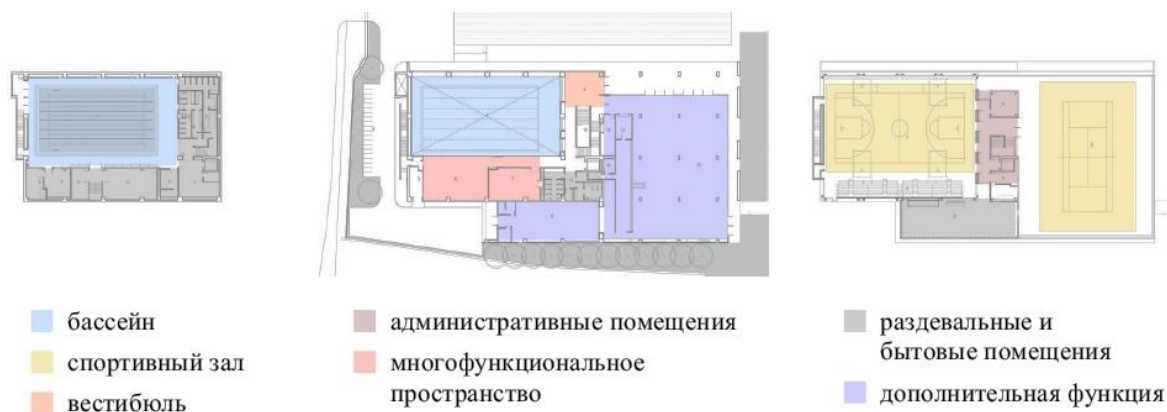 бассейн
спортивный зал
вестибюль
административные помещения
многофункциональное
пространство
раздевальные и
бытовые помещения
дополнительная функция